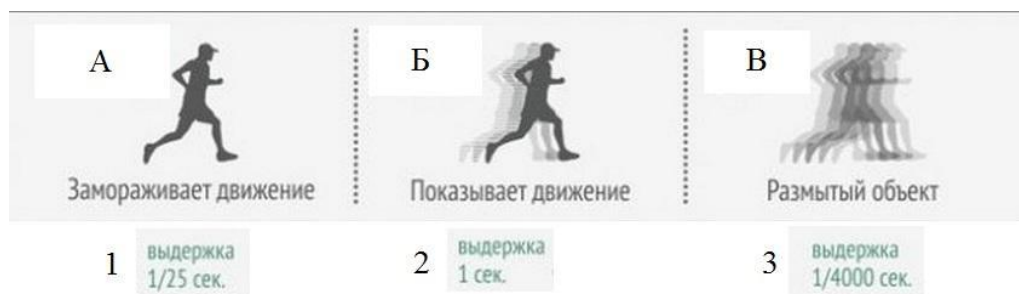 А
Б
В
Замораживает движение
Показывает движение
Размытый объект
1
выдержка
1/25 сек.
2
выдержка
1 сек.
3
выдержка
1/4000 сек.